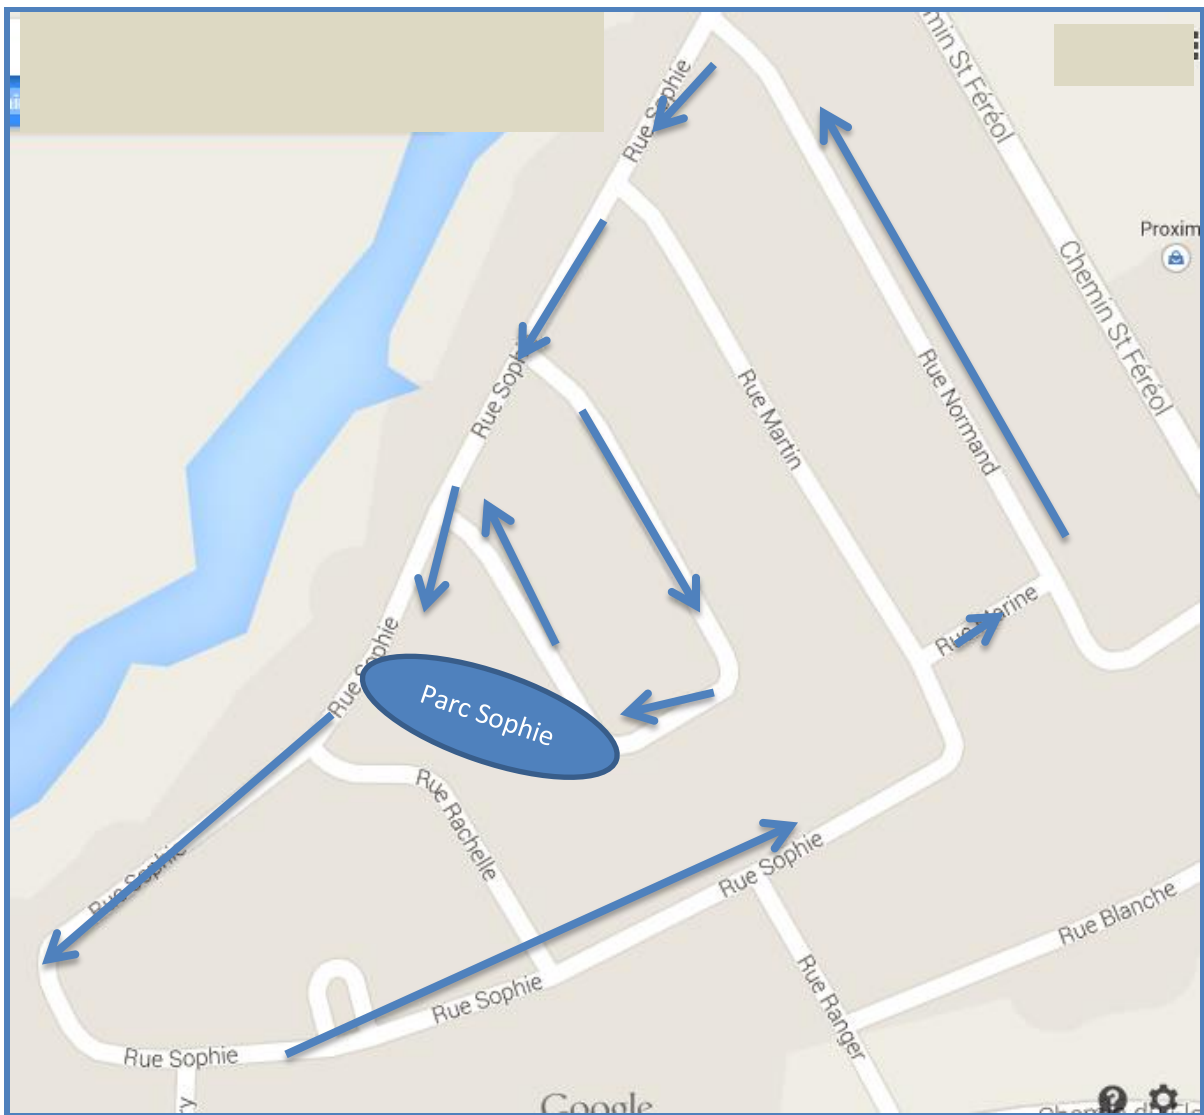 Rue Sophie
Chemin St Féréol
Proxim
Chemin St Féréol
Rue Sophie
Rue Martin
Rue Normand
Rue Marine
Rue Sophie
Parc Sophie
Rue Rachelle
Rue Sophie
Rue Sophie
Rue Blanche
Rue Sophie
Rue Ranger
Rue Sophie
Google